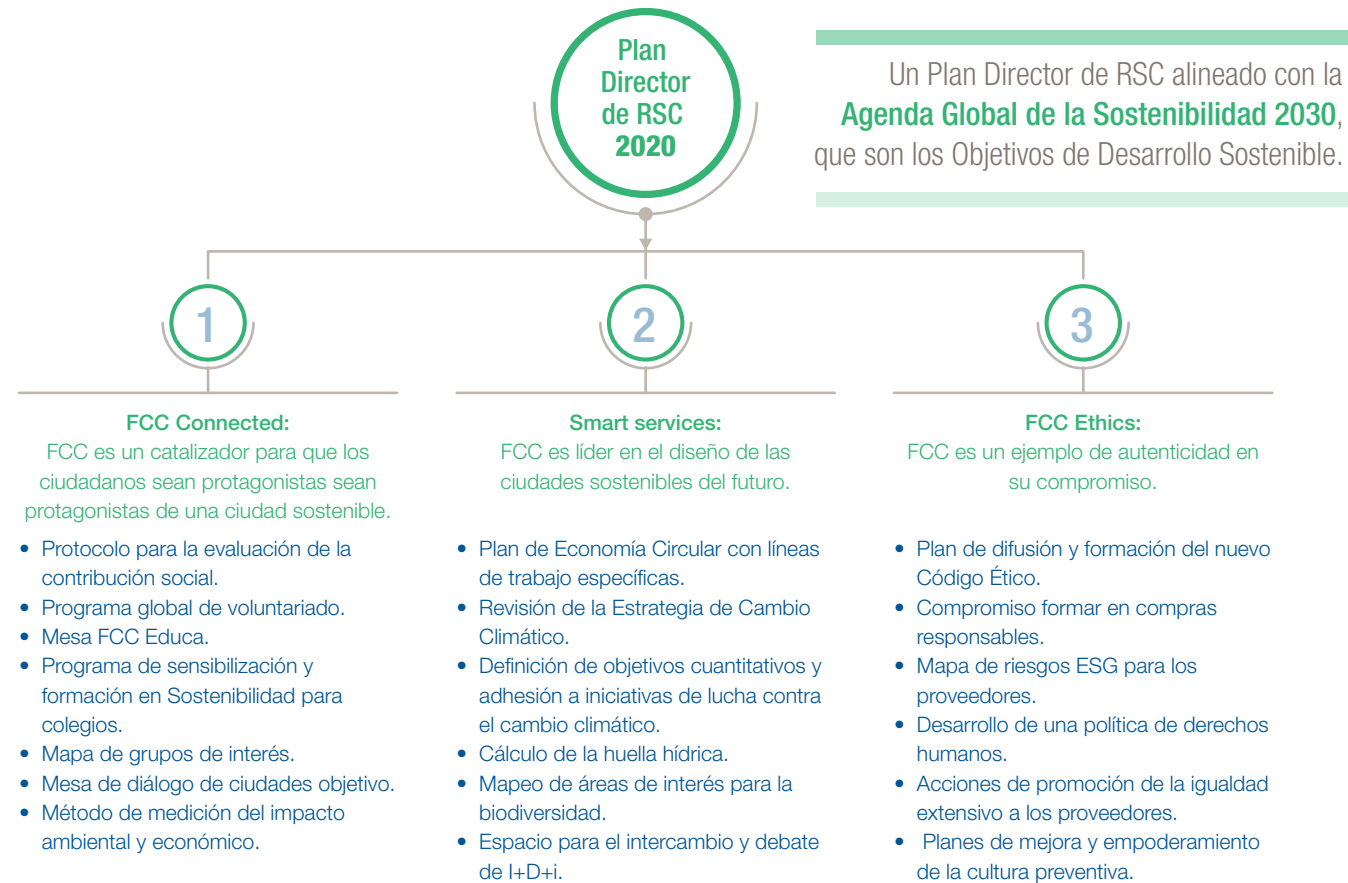 Plan
Director
de RSC
2020
Un Plan Director de RSC alineado con la
Agenda Global de la Sostenibilidad 2030,
que son los Objetivos de Desarrollo Sostenible.
1
FCC Connected:
FCC es un catalizador para que los
ciudadanos sean protagonistas sean
protagonistas de una ciudad sostenible.
• Protocolo para la evaluación de la
contribución social.
• Programa global de voluntariado.
• Mesa FCC Educa.
• Programa de sensibilización y
formación en Sostenibilidad para
colegios.
• Mapa de grupos de interés.
• Mesa de diálogo de ciudades objetivo.
• Método de medición del impacto
ambiental y económico.
2
Smart services:
FCC es líder en el diseño de las
ciudades sostenibles del futuro.
• Plan de Economía Circular con líneas
de trabajo específicas.
• Revisión de la Estrategia de Cambio
Climático.
• Definición de objetivos cuantitativos y
adhesión a iniciativas de lucha contra
el cambio climático.
• Cálculo de la huella hídrica.
• Mapeo de áreas de interés para la
biodiversidad.
• Espacio para el intercambio y debate
de I+D+i.
3
FCC Ethics:
FCC es un ejemplo de autenticidad en
su compromiso.
• Plan de difusión y formación del nuevo
Código Ético.
• Compromiso formar en compras
responsables.
• Mapa de riesgos ESG para los
proveedores.
• Desarrollo de una política de derechos
humanos.
• Acciones de promoción de la igualdad
extensivo a los proveedores.
• Planes de mejora y empoderamiento
de la cultura preventiva.